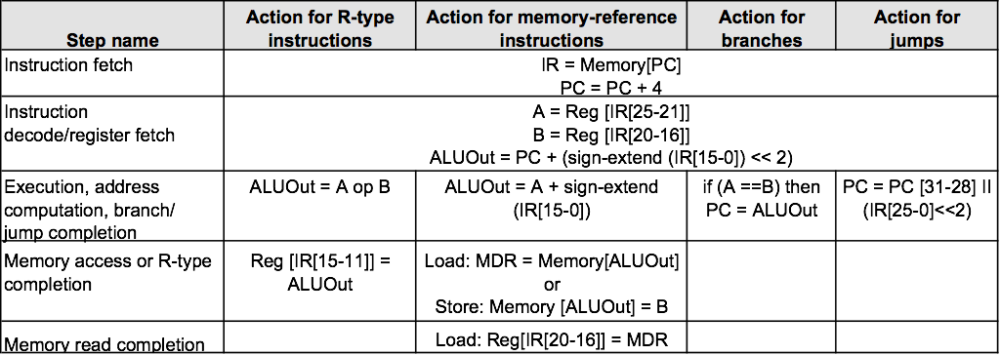 Step name
Action for R-type
instructions
Action for memory-reference
instructions
Action for
branches
Action for
jumps
Instruction fetch
IR = Memory[PC]
PC = PC + 4
Instruction
decode/register fetch
A = Reg [IR[25-21]]
B = Reg [IR[20-16]]
ALUOut = PC + (sign-extend (IR[15-0]) << 2)
Execution, address
computation, branch/
jump completion
ALUOut = A op B
ALUOut = A + sign-extend
(IR[15-0])
if (A ==B) then
PC = ALUOut
PC = PC [31-28] II
(IR[25-0]<<2)
Memory access or R-type
completion
Reg [IR[15-11]] =
ALUOut
Load: MDR = Memory[ALUOut]
or
Store: Memory [ALUOut] = B
Memory read completion
Load: Reg[IR[20-16]] = MDR